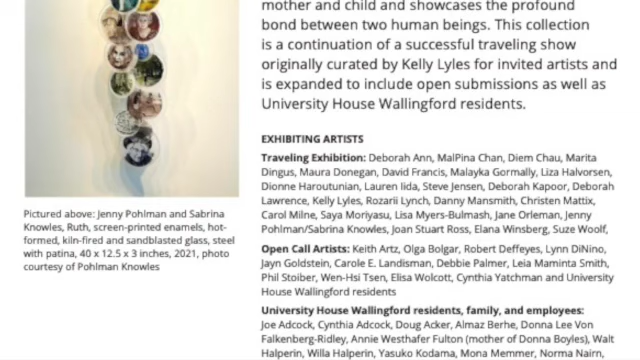 mother and child and showcases the profound
bond between two human beings. This collection
is a continuation of a successful traveling show
originally curated by Kelly Lyles for invited artists and
is expanded to include open submissions as well as
University House Wallingford residents.
EXHIBITING ARTISTS
Traveling Exhibition: Deborah Ann, MalPina Chan, Diem Chau, Marita
Dingus, Maura Donegan, David Francis, Malayka Gormally, Liza Halvorsen,
Dionne Haroutunian, Lauren Iida, Steve Jensen, Deborah Kapoor, Deborah
Lawrence, Kelly Lyles, Rozarii Lynch, Danny Mansmith, Christen Mattix,
Carol Milne, Saya Moriyasu, Lisa Myers-Bulmash, Jane Orleman, Jenny
Pohlman/Sabrina Knowles, Joan Stuart Ross, Elana Winsberg, Suze Woolf,
Open Call Artists: Keith Artz, Olga Bolgar, Robert Deffeyes, Lynn DiNino,
Jayn Goldstein, Carole E. Landisman, Debbie Palmer, Leia Maminta Smith,
Phil Stoiber, Wen-Hsi Tsen, Elisa Wolcott, Cynthia Yatchman and University
House Wallingford residents
University House Wallingford residents, family, and employees:
Joe Adcock, Cynthia Adcock, Doug Acker, Almaz Berhe, Donna Lee Von
Falkenberg-Ridley, Annie Westhafer Fulton (mother of Donna Boyles), Walt
Halperin, Willa Halperin, Yasuko Kodama, Mona Memmer, Norma Nairn,
Pictured above: Jenny Pohlman and Sabrina
Knowles, Ruth, screen-printed enamels, hot-
formed, kiln-fired and sandblasted glass, steel
with patina, 40 x 12.5 x 3 inches, 2021, photo
courtesy of Pohlman Knowles